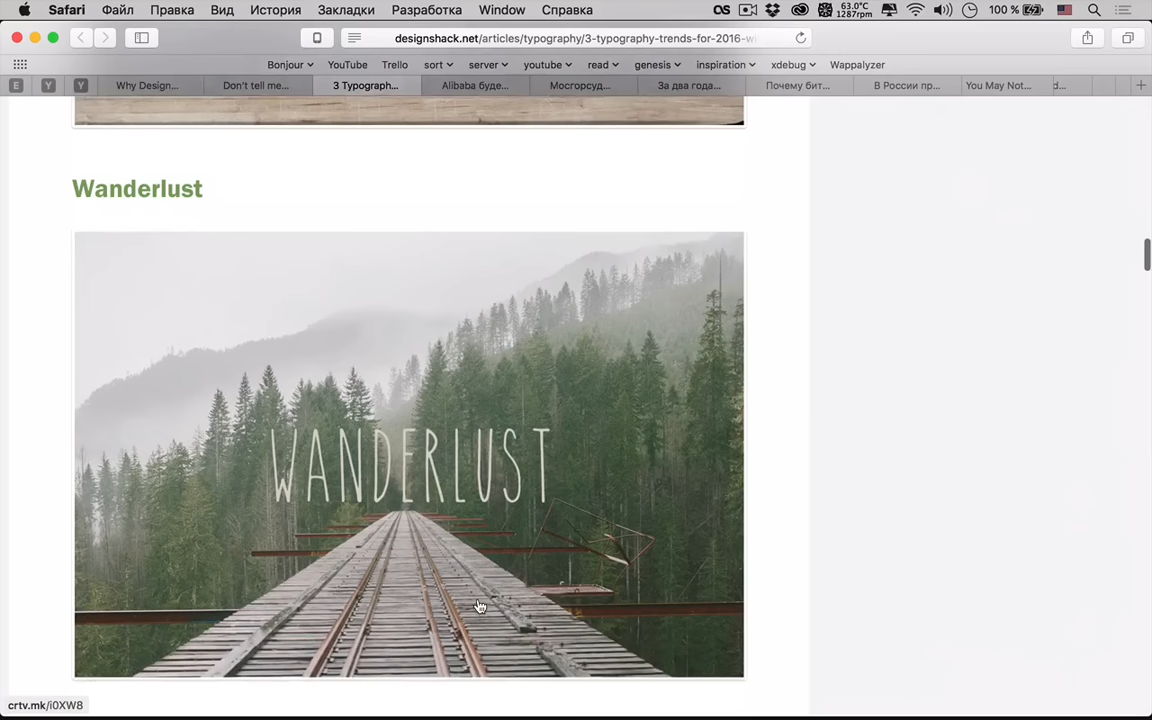 Safari Файл Правка Вид История Закладки Разработка Window Справка 63.0°C 1287rpm 100 %
designshack.net/articles/typography/3-typography-trends-for-2016-w
Bonjour YouTube Trello sort server youtube read genesis inspiration xdebug Wappalyzer
E Y Y Why Design... Don't tell me... 3 Typograph... Alibaba буде... Мосгорсуд... За два года... Почему бит... В России пр... You May Not... d...
Wanderlust
WANDERLUST
crtv.mk/i0XW8